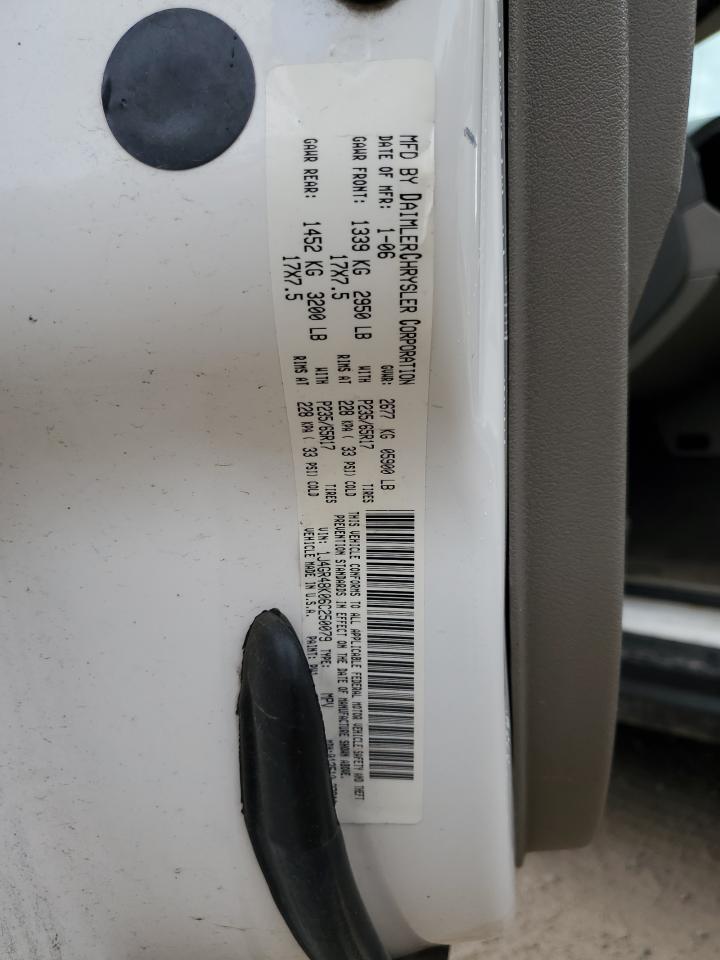 MFD BY DAIMLERCHRYSLER CORPORATION
DATE OF MFR: 1-06 GVWR: 2677 KG 05900 LB
GAWR FRONT: 1339 KG 2950 LB WITH P235/65R17 TIRES
17X7.5 RIMS AT 228 KPA ( 33 PSI) COLD
GAWR REAR: 1452 KG 3200 LB WITH P235/65R17 TIRES
17X7.5 RIMS AT 228 KPA ( 33 PSI) COLD
THIS VEHICLE CONFORMS TO ALL APPLICABLE FEDERAL MOTOR VEHICLE SAFETY AND THEFT
PREVENTION STANDARDS IN EFFECT ON THE DATE OF MANUFACTURE SHOWN ABOVE.
VIN: 1J4GR48K06C250079 TYPE: MPV
VEHICLE MADE IN U.S.A. PAINT: